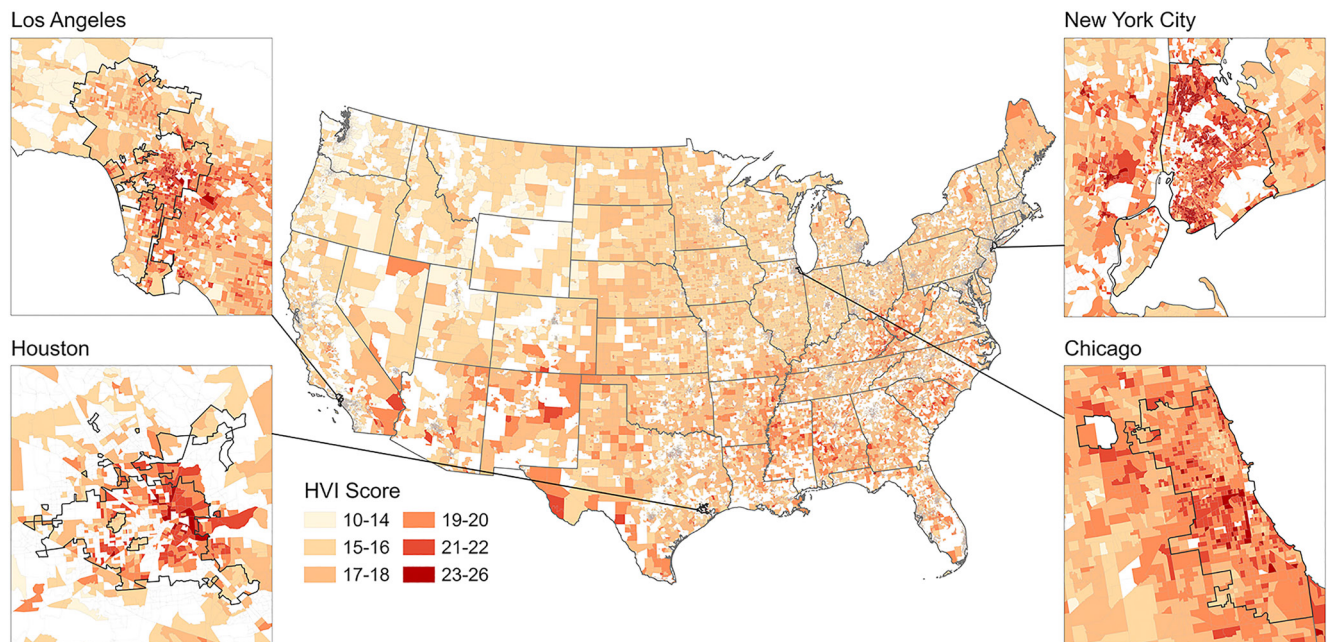 Los Angeles
New York City
Houston
Chicago
HVI Score
10-14
19-20
15-16
21-22
17-18
23-26